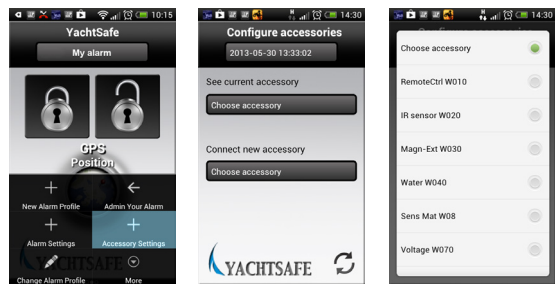 10:15
YachtSafe
My alarm
GPS
Position
New Alarm Profile
Admin Your Alarm
Alarm Settings
Accessory Settings
YACHTSAFE
Change Alarm Profile
More
14:30
Configure accessories
2013-05-30 13:33:02
See current accessory
Choose accessory
Connect new accessory
Choose accessory
YACHTSAFE
14:30
Choose accessory
RemoteCtrl W010
IR sensor W020
Magn-Ext W030
Water W040
Sens Mat W08
Voltage W070